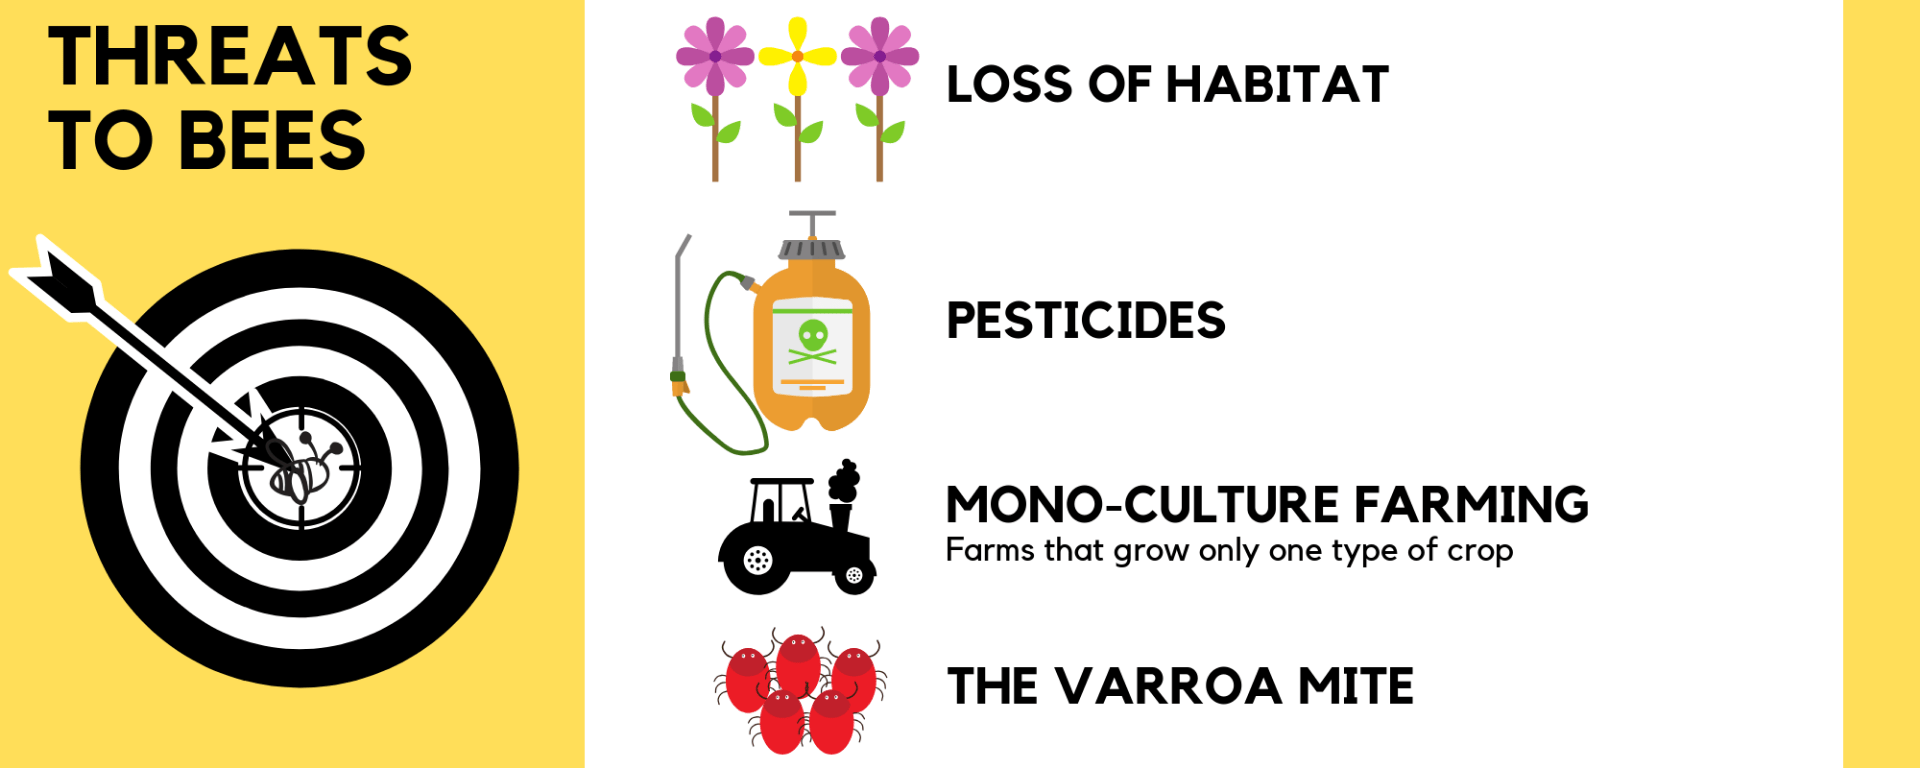 THREATS
TO BEES
LOSS OF HABITAT
PESTICIDES
MONO-CULTURE FARMING
Farms that grow only one type of crop
THE VARROA MITE